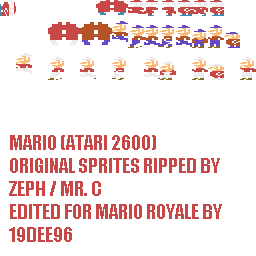 MARIO (ATARI 2600)
ORIGINAL SPRITES RIPPED BY
ZEPH / MR. C
EDITED FOR MARIO ROYALE BY
19DEE96